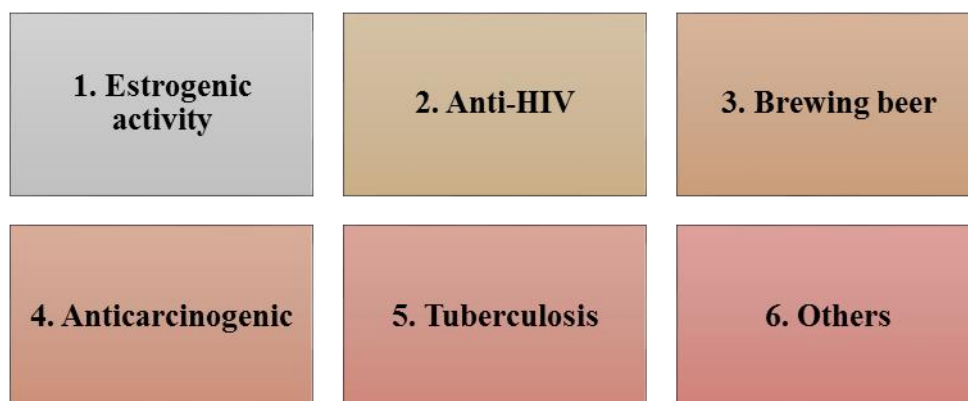 1. Estrogenic
activity
2. Anti-HIV
3. Brewing beer
4. Anticarcinogenic
5. Tuberculosis
6. Others